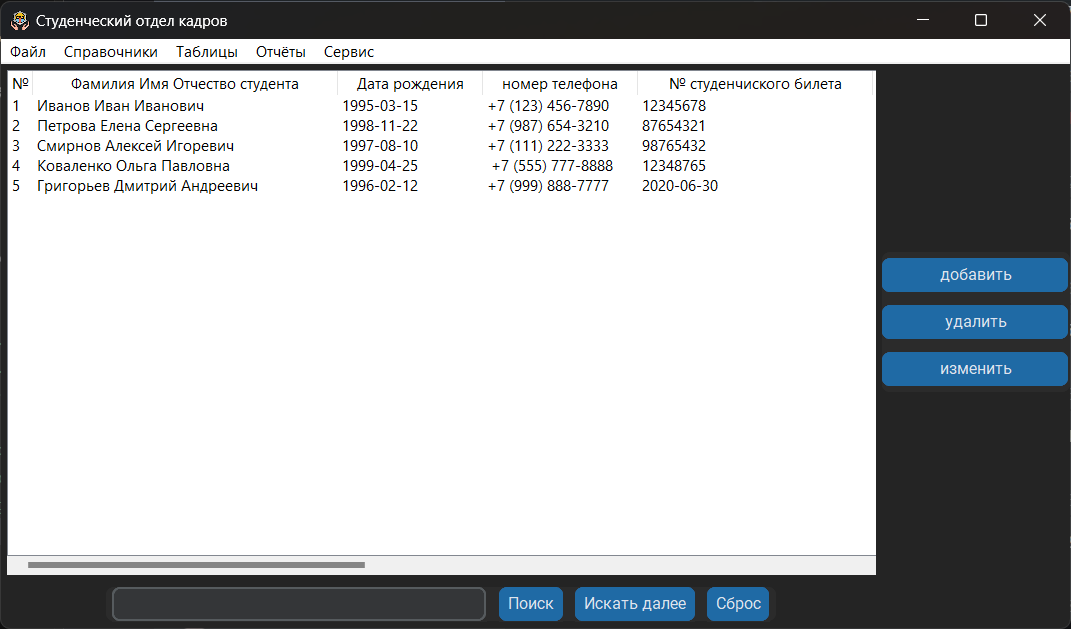 Студенческий отдел кадров
Файл Справочники Таблицы Отчёты Сервис
№ Фамилия Имя Отчество студента Дата рождения номер телефона № студенчиского билета
1 Иванов Иван Иванович 1995-03-15 +7 (123) 456-7890 12345678
2 Петрова Елена Сергеевна 1998-11-22 +7 (987) 654-3210 87654321
3 Смирнов Алексей Игоревич 1997-08-10 +7 (111) 222-3333 98765432
4 Коваленко Ольга Павловна 1999-04-25 +7 (555) 777-8888 12348765
5 Григорьев Дмитрий Андреевич 1996-02-12 +7 (999) 888-7777 2020-06-30
добавить
удалить
изменить
Поиск Искать далее Сброс